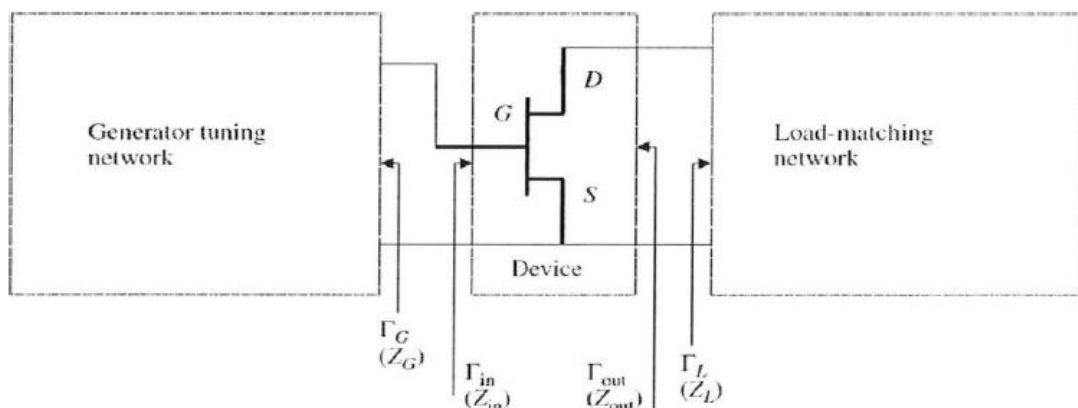 Generator tuning
network
G
D
S
Device
Load-matching
network
Γ_G
(Z_G)
Γ_in
(Z_in)
Γ_out
(Z_out)
Γ_L
(Z_L)